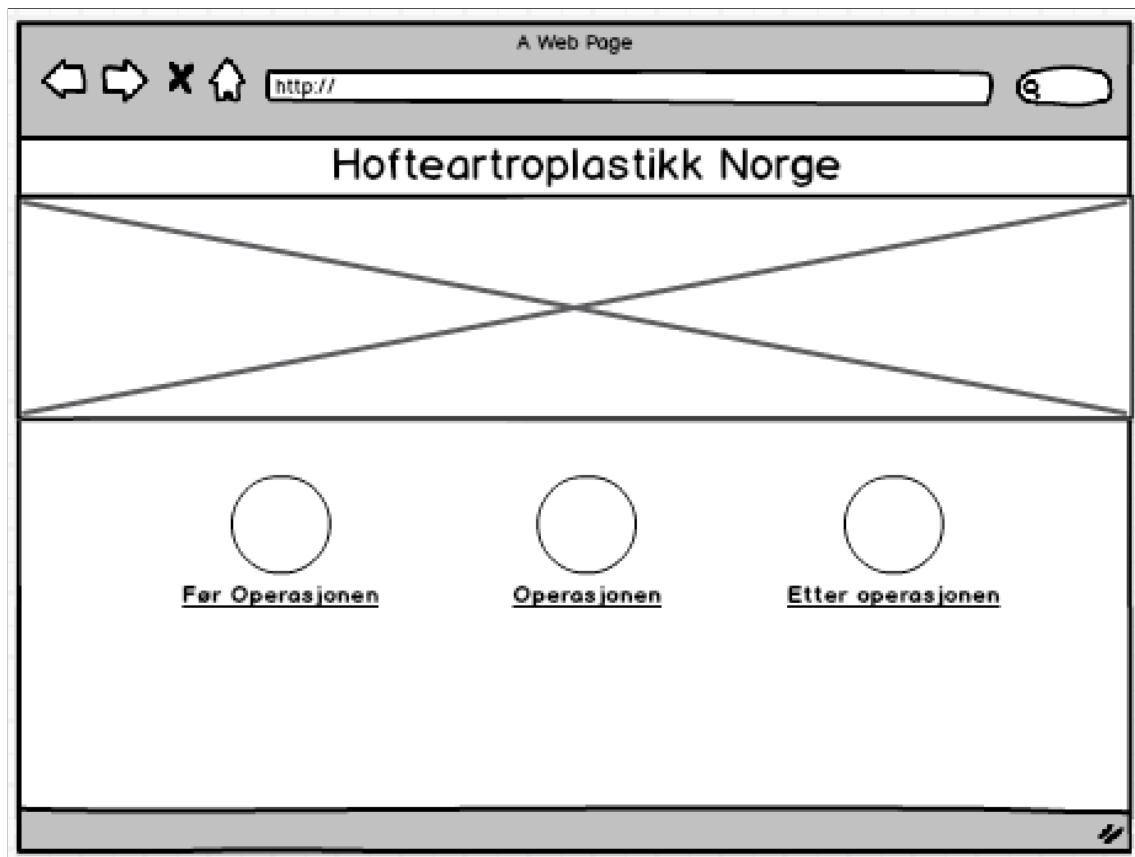 A Web Page
http://
Hofteartroplastikk Norge
Før Operasjonen
Operasjonen
Etter operasjonen